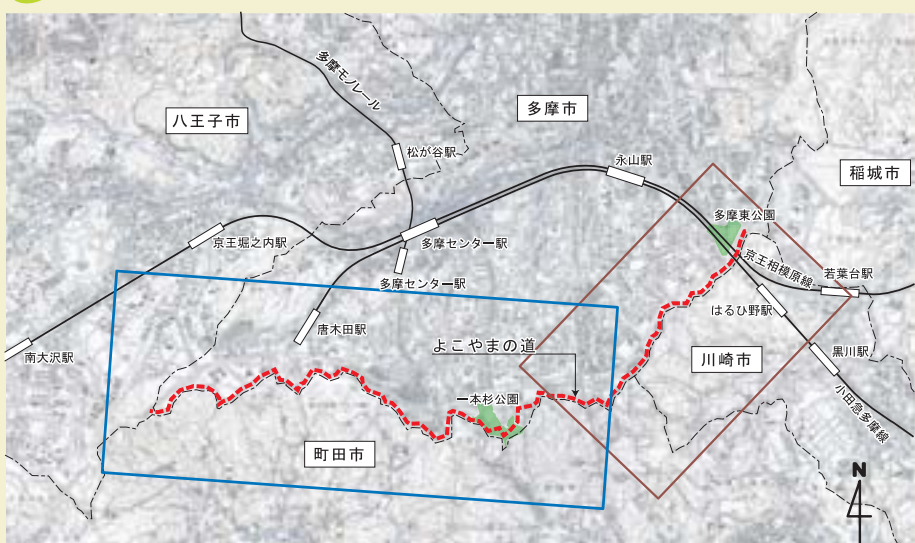 多摩モノレール
八王子市
多摩市
松が谷駅
永山駅
稲城市
多摩東公園
京王堀之内駅
多摩センター駅
多摩センター駅
京王相模原線
若葉台駅
はるひ野駅
唐木田駅
南大沢駅
よこやまの道
川崎市
黒川駅
一本杉公園
小田急多摩線
町田市
N